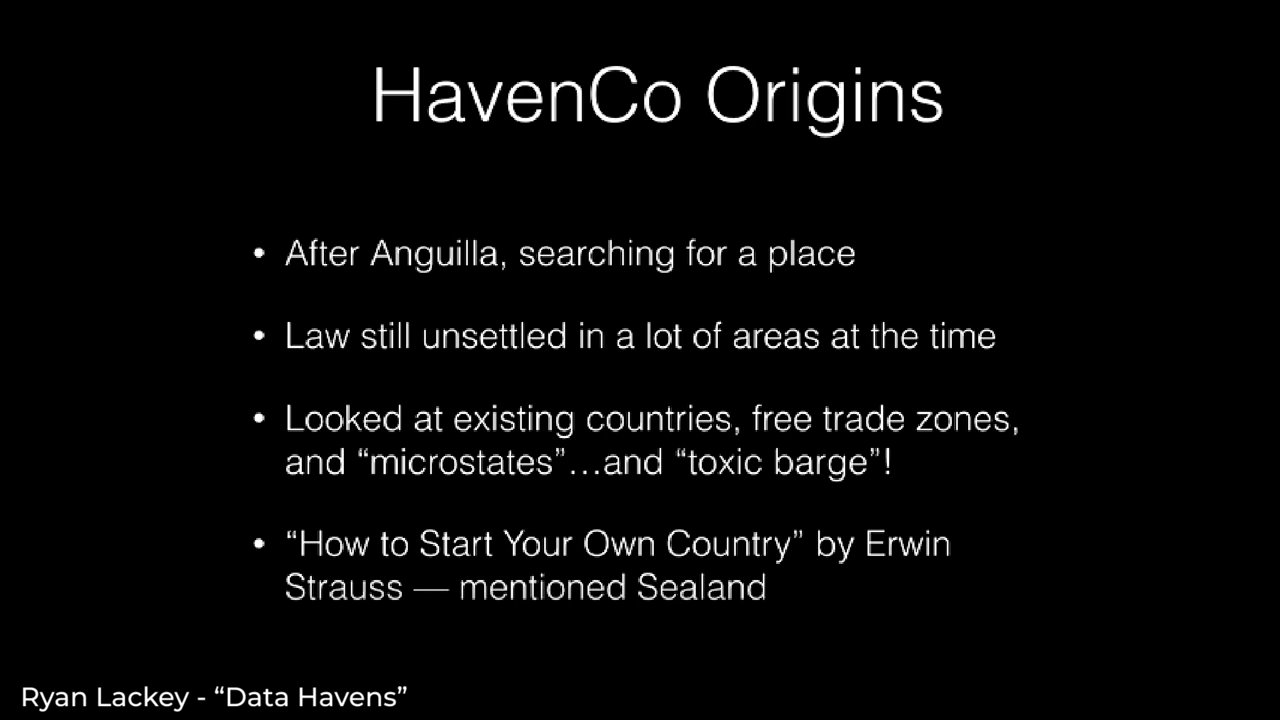 HavenCo Origins
• After Anguilla, searching for a place
• Law still unsettled in a lot of areas at the time
• Looked at existing countries, free trade zones,
and “microstates”…and “toxic barge”!
• “How to Start Your Own Country” by Erwin
Strauss — mentioned Sealand
Ryan Lackey - “Data Havens”